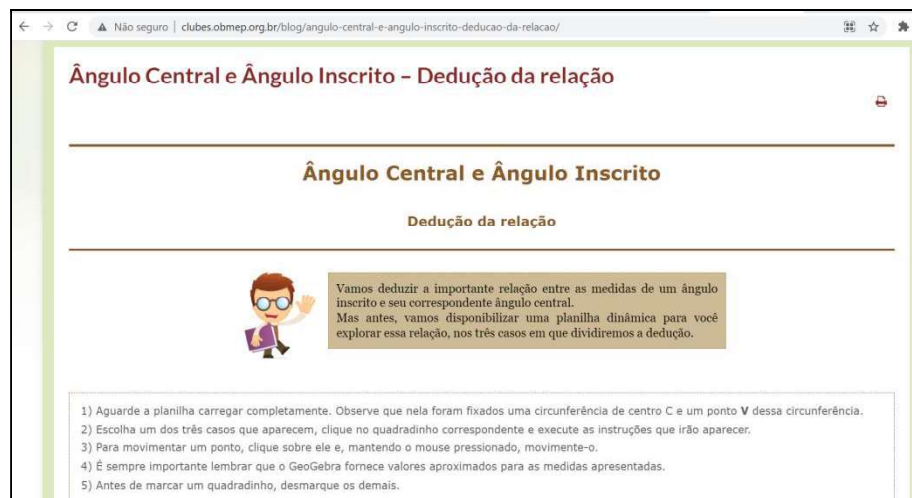 Não seguro | clubes.obmep.org.br/blog/angulo-central-e-angulo-inscrito-deducao-da-relacao/
Ângulo Central e Ângulo Inscrito – Dedução da relação
Ângulo Central e Ângulo Inscrito
Dedução da relação
Vamos deduzir a importante relação entre as medidas de um ângulo
inscrito e seu correspondente ângulo central.
Mas antes, vamos disponibilizar uma planilha dinâmica para você
explorar essa relação, nos três casos em que dividiremos a dedução.
1) Aguarde a planilha carregar completamente. Observe que nela foram fixados uma circunferência de centro C e um ponto V dessa circunferência.
2) Escolha um dos três casos que aparecem, clique no quadradinho correspondente e execute as instruções que irão aparecer.
3) Para movimentar um ponto, clique sobre ele e, mantendo o mouse pressionado, movimente-o.
4) É sempre importante lembrar que o GeoGebra fornece valores aproximados para as medidas apresentadas.
5) Antes de marcar um quadradinho, desmarque os demais.